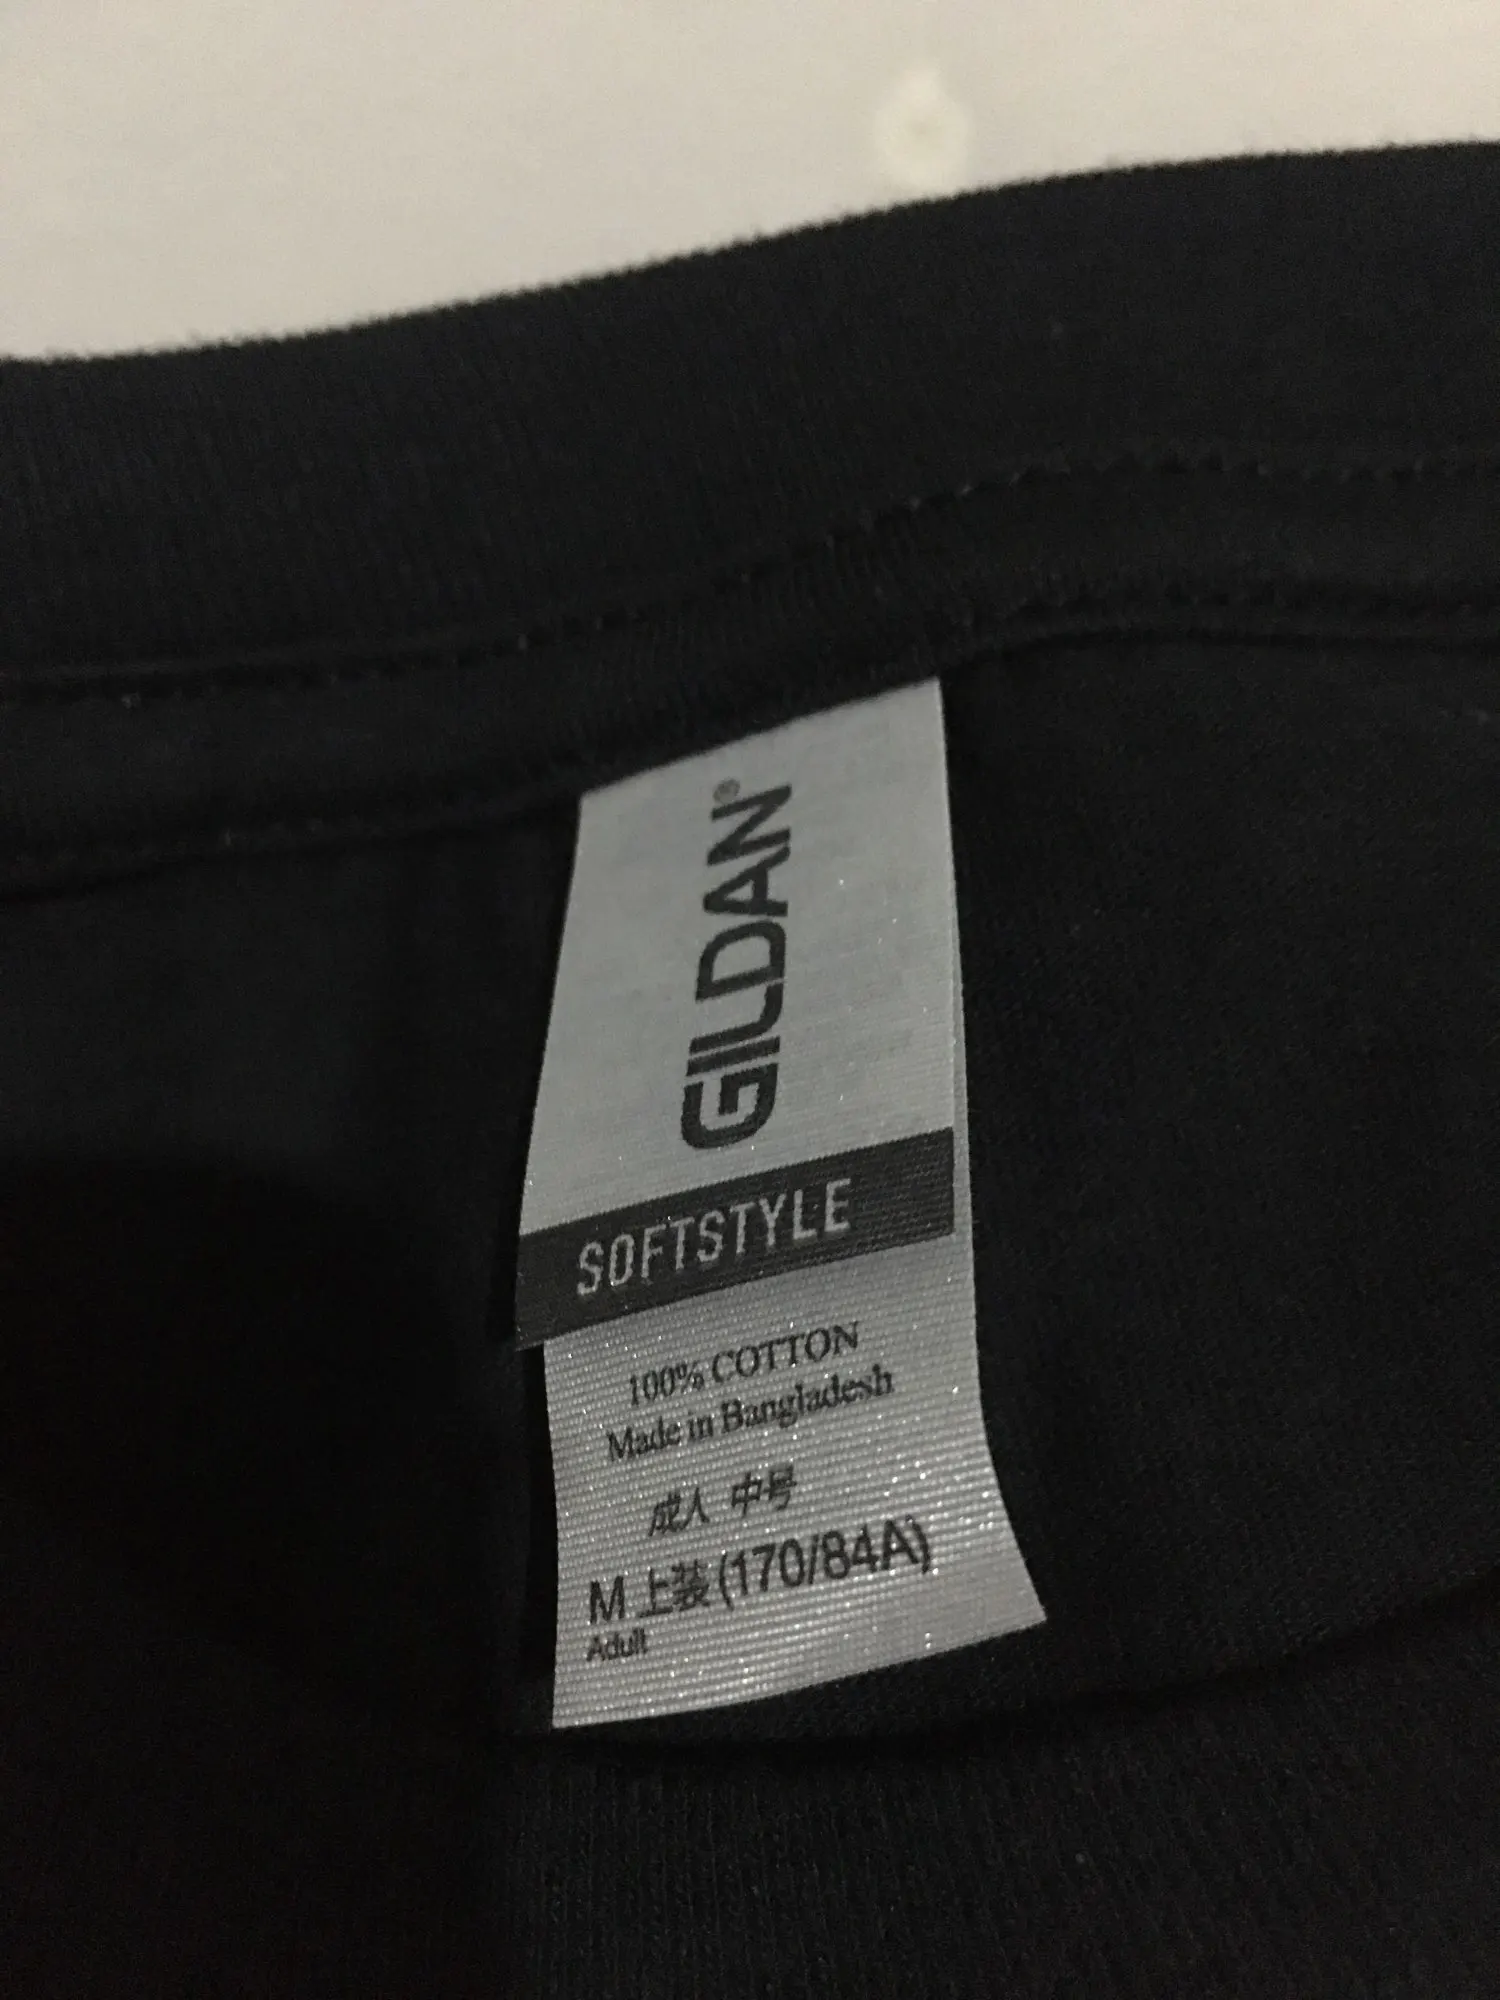 GILDAN®
SOFTSTYLE
100% COTTON
Made in Bangladesh
成人 中号
M 上装 (170/84A)
Adult